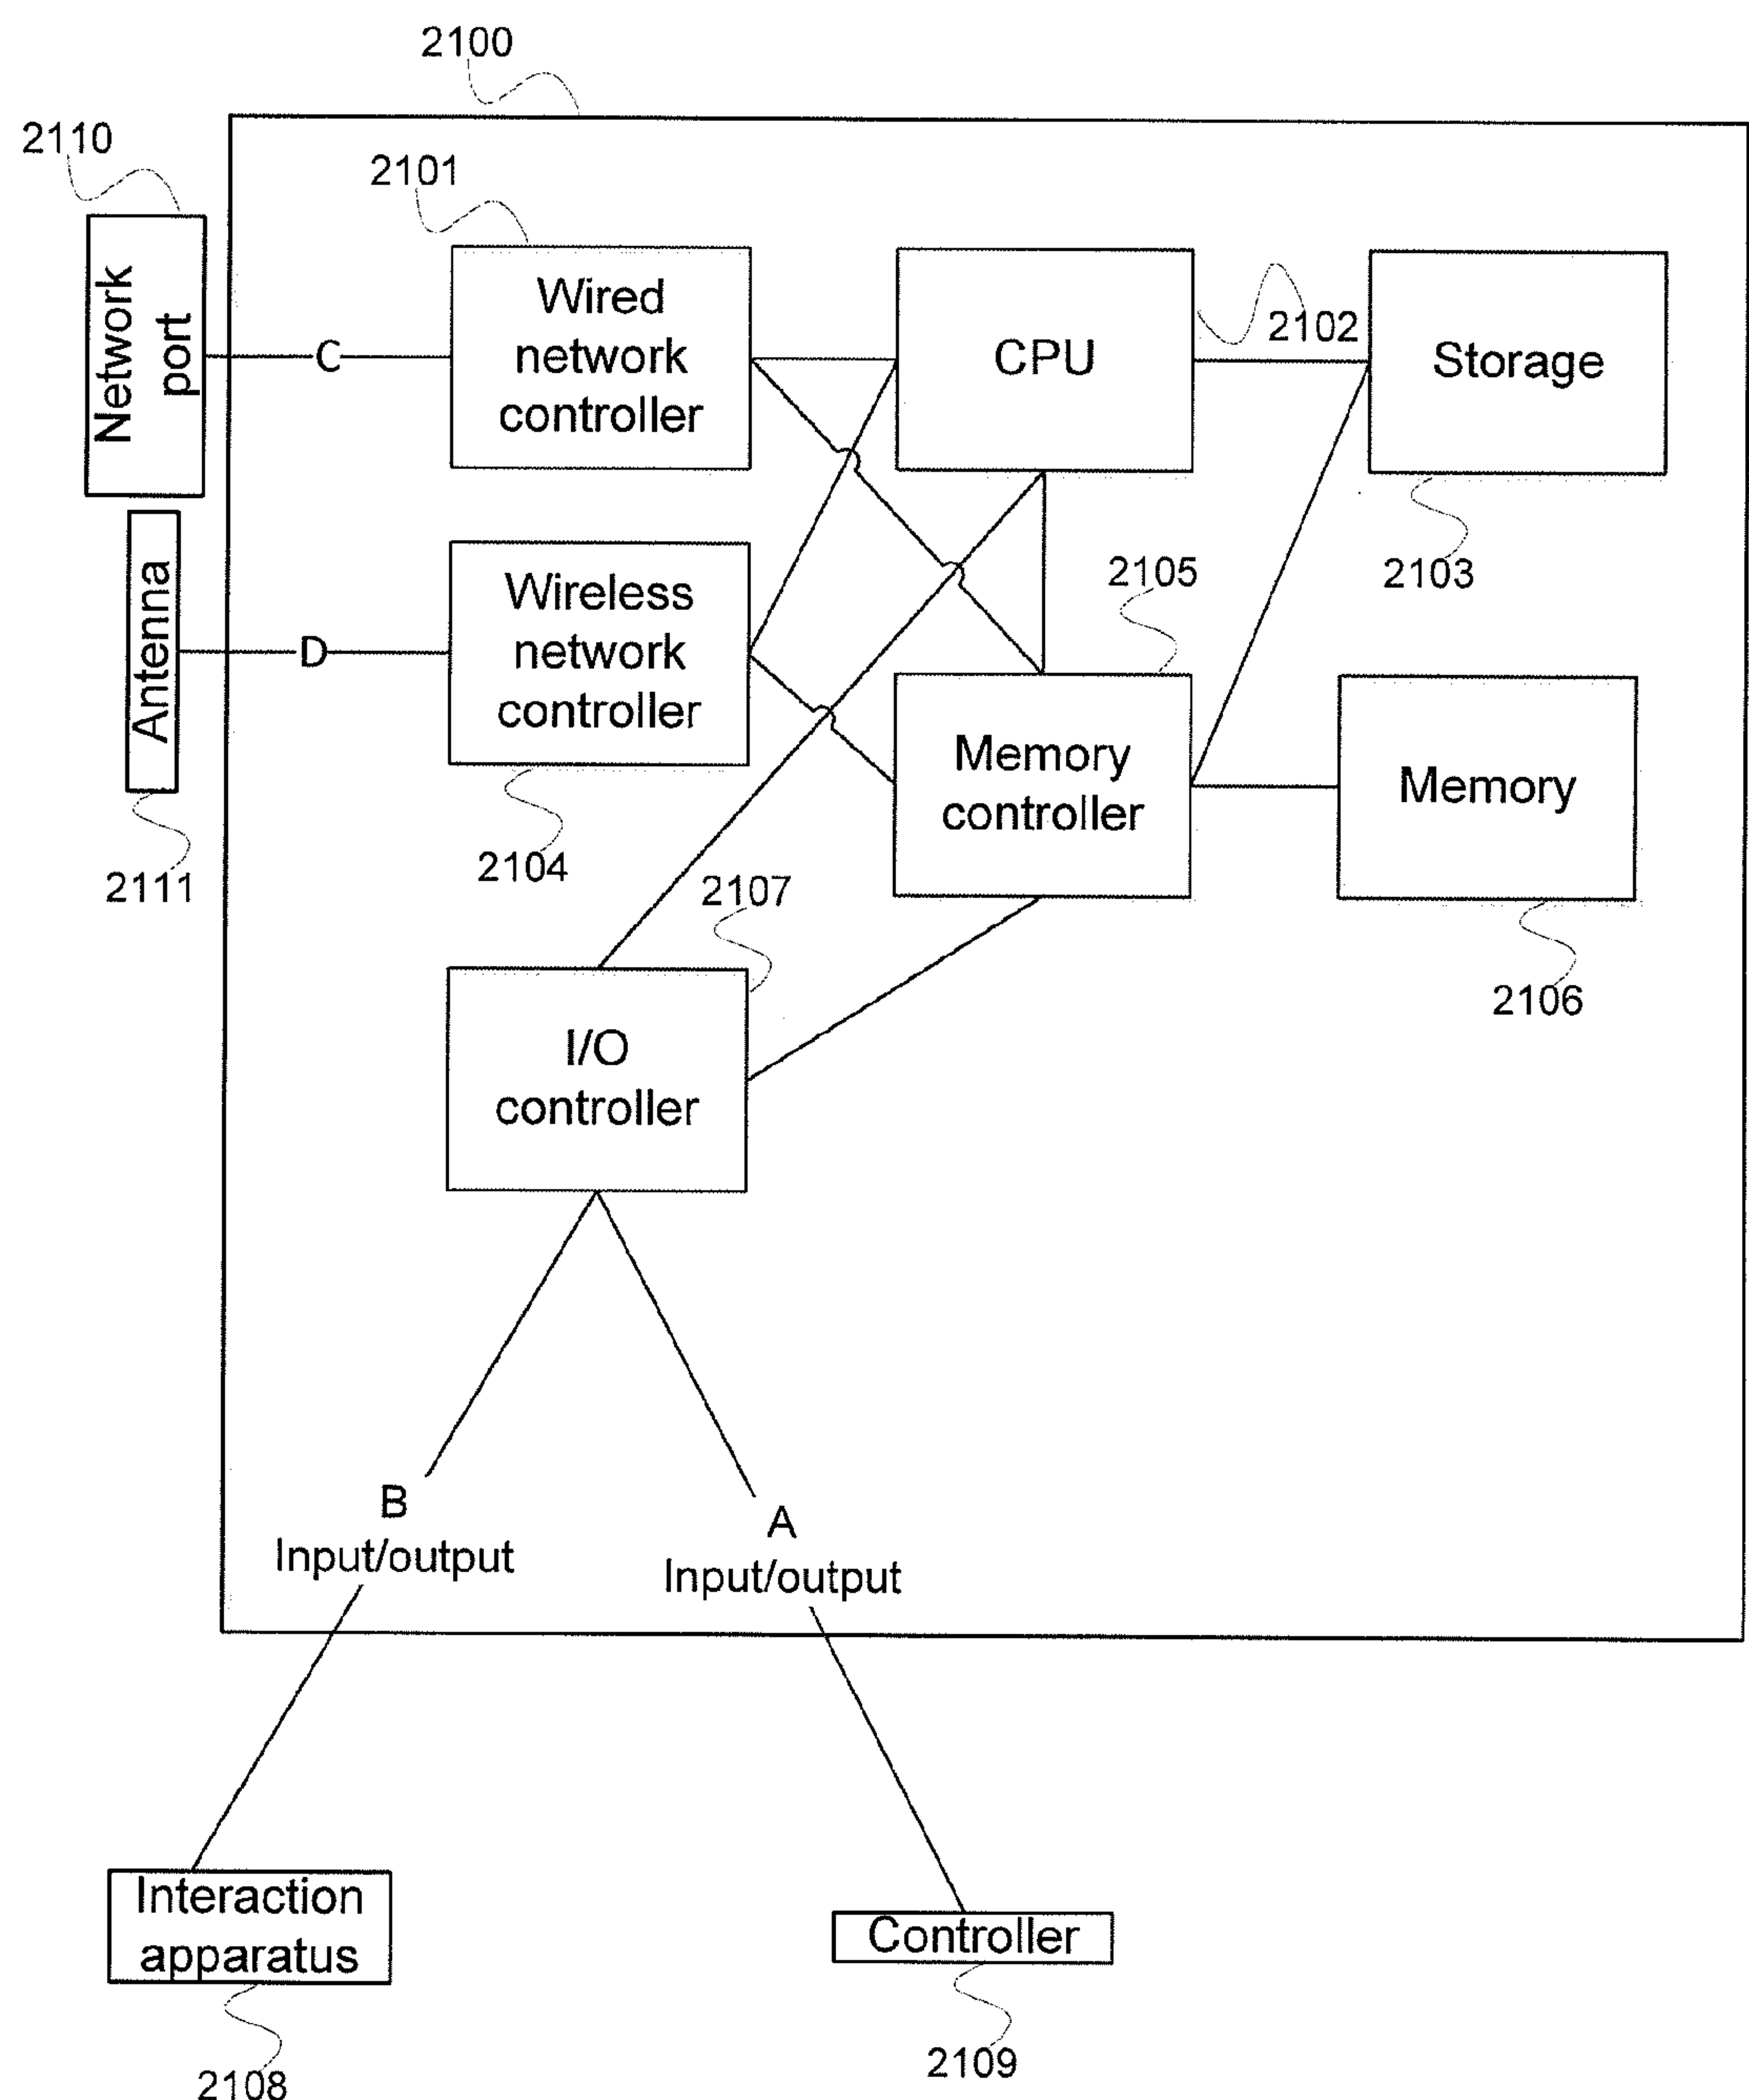 2100
2110
2101
Network
port
C
Wired
network
controller
CPU
2102
Storage
2103
Antenna
D
Wireless
network
controller
2105
Memory
controller
Memory
2104
2111
2107
2106
I/O
controller
B
Input/output
A
Input/output
Interaction
apparatus
Controller
2108
2109